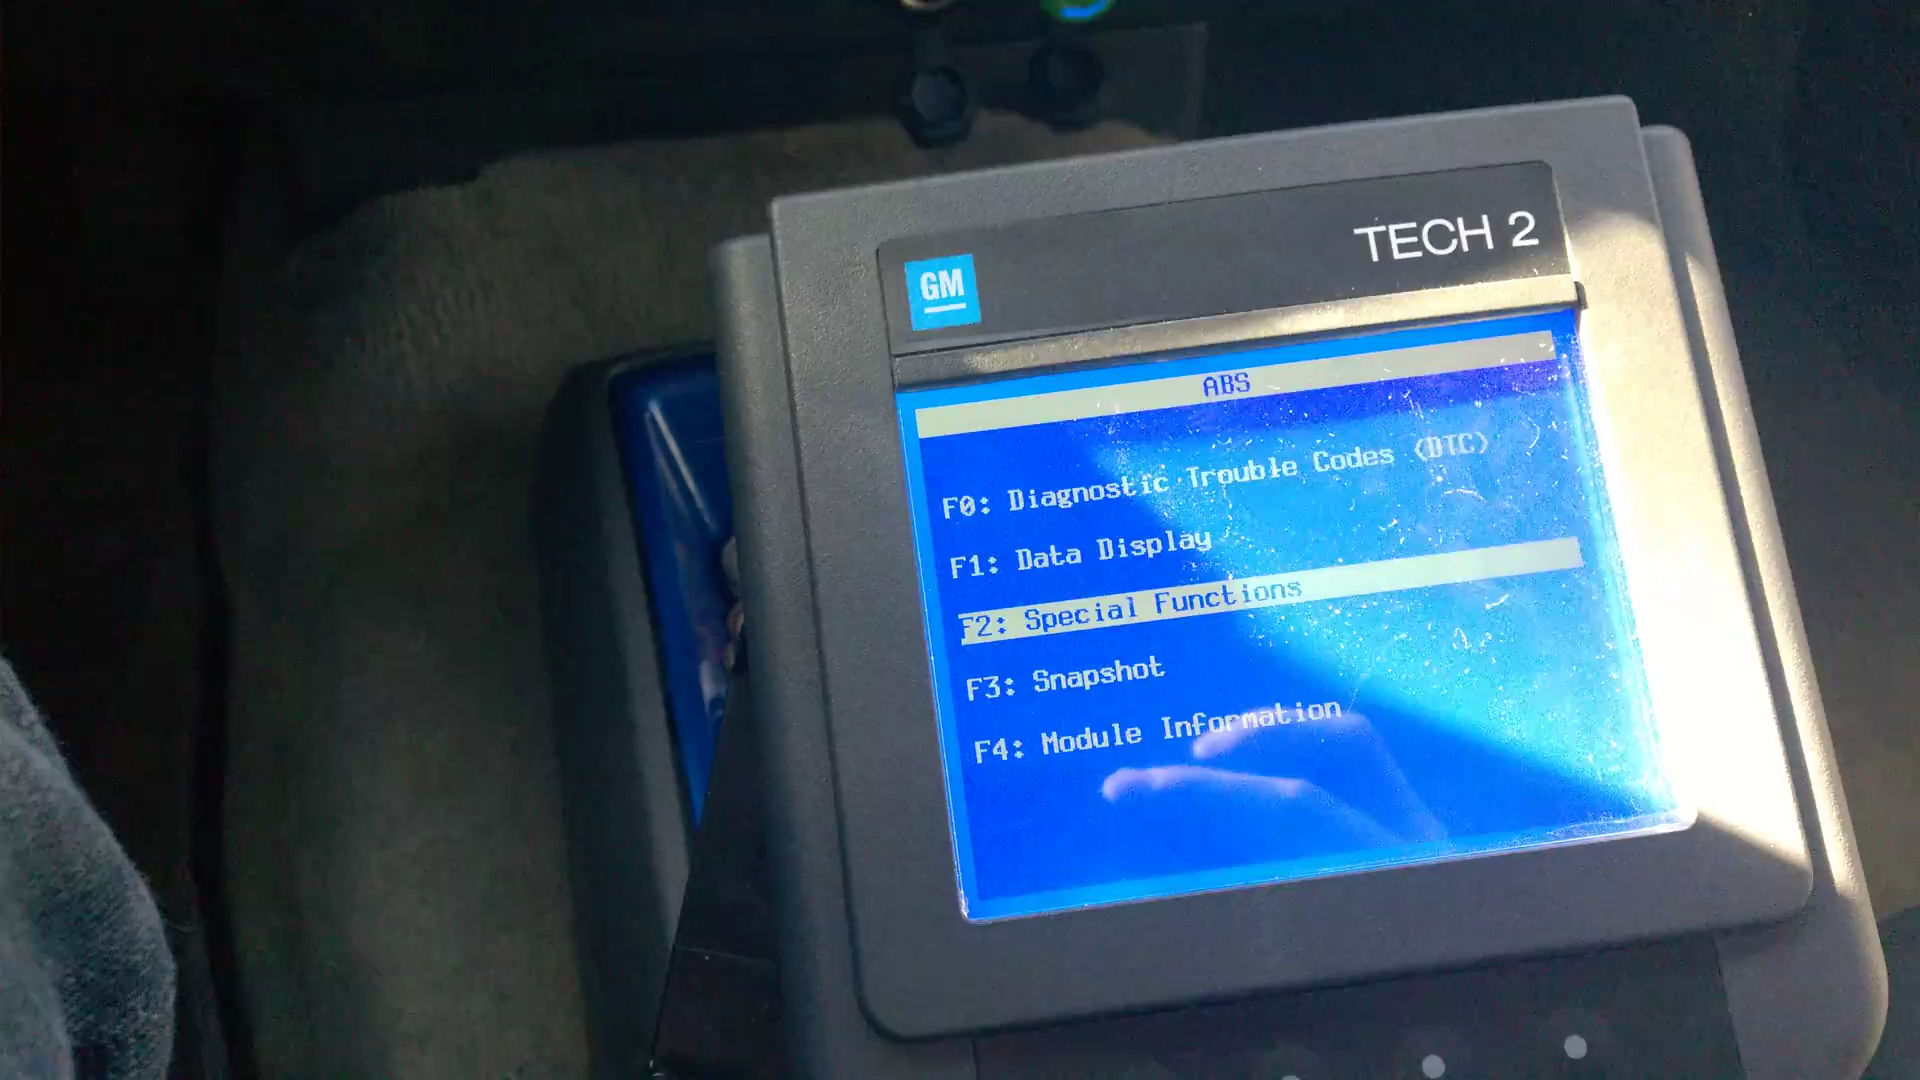 TECH 2
GM
ABS
F0: Diagnostic Trouble Codes (DTC)
F1: Data Display
F2: Special Functions
F3: Snapshot
F4: Module Information